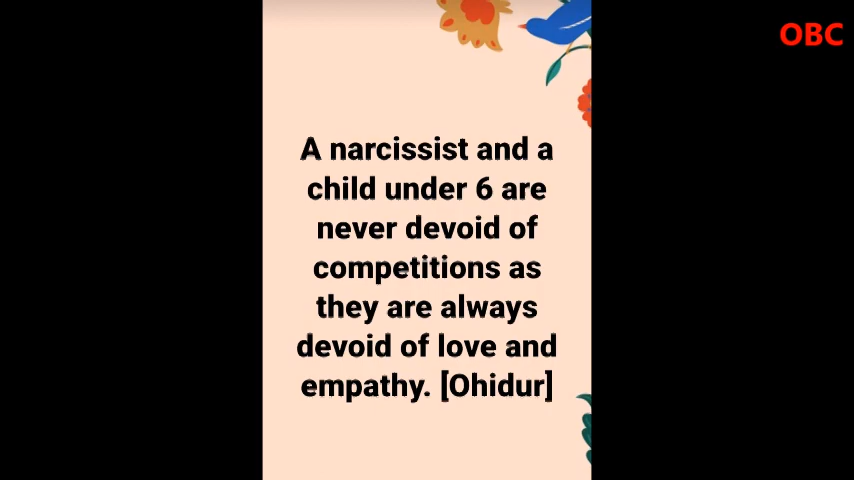 OBC
A narcissist and a
child under 6 are
never devoid of
competitions as
they are always
devoid of love and
empathy. [Ohidur]